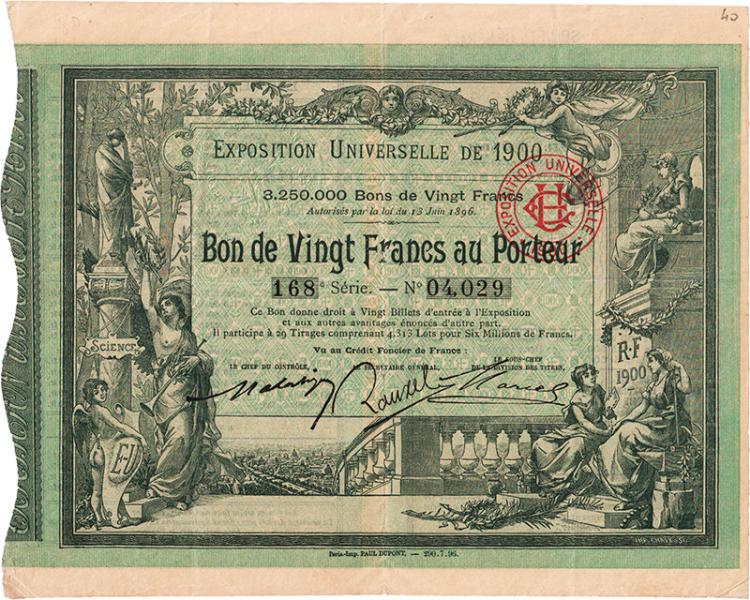 40
EXPOSITION UNIVERSELLE DE 1900
EXPOSITION UNIVERSELLE
3.250.000 Bons de Vingt Francs
Autorisés par la loi du 13 Juin 1896.
Bon de Vingt Francs au Porteur
168e Série. — No 04,029
Ce Bon donne droit à Vingt Billets d'entrée à l'Exposition
et aux autres avantages énoncés d'autre part.
Il participe à 29 Tirages comprenant 4.313 Lots pour Six Millions de Francs.
Vu au Crédit Foncier de France :
LE CHEF DU CONTRÔLE,
LE SECRÉTAIRE GÉNÉRAL,
LE SOUS-CHEF
DE LA DIVISION DES TITRES,
SCIENCE
EU
R·F
1900
Paris-Imp. PAUL DUPONT. — 290.7.96.